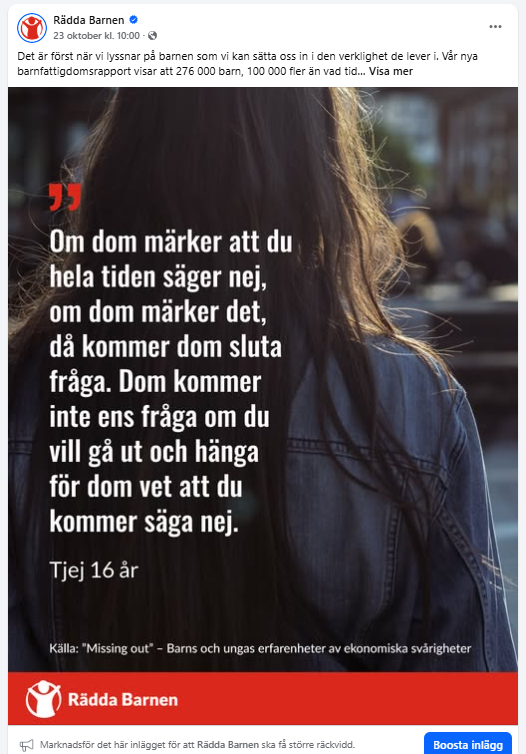 Rädda Barnen
23 oktober kl. 10:00 ·
Det är först när vi lyssnar på barnen som vi kan sätta oss in i den verklighet de lever i. Vår nya
barnfattigdomsrapport visar att 276 000 barn, 100 000 fler än vad tid... Visa mer
”
Om dom märker att du
hela tiden säger nej,
om dom märker det,
då kommer dom sluta
fråga. Dom kommer
inte ens fråga om du
vill gå ut och hänga
för dom vet att du
kommer säga nej.
Tjej 16 år
Källa: ”Missing out” – Barns och ungas erfarenheter av ekonomiska svårigheter
Rädda Barnen
Marknadsför det här inlägget för att Rädda Barnen ska få större räckvidd.
Boosta inlägg